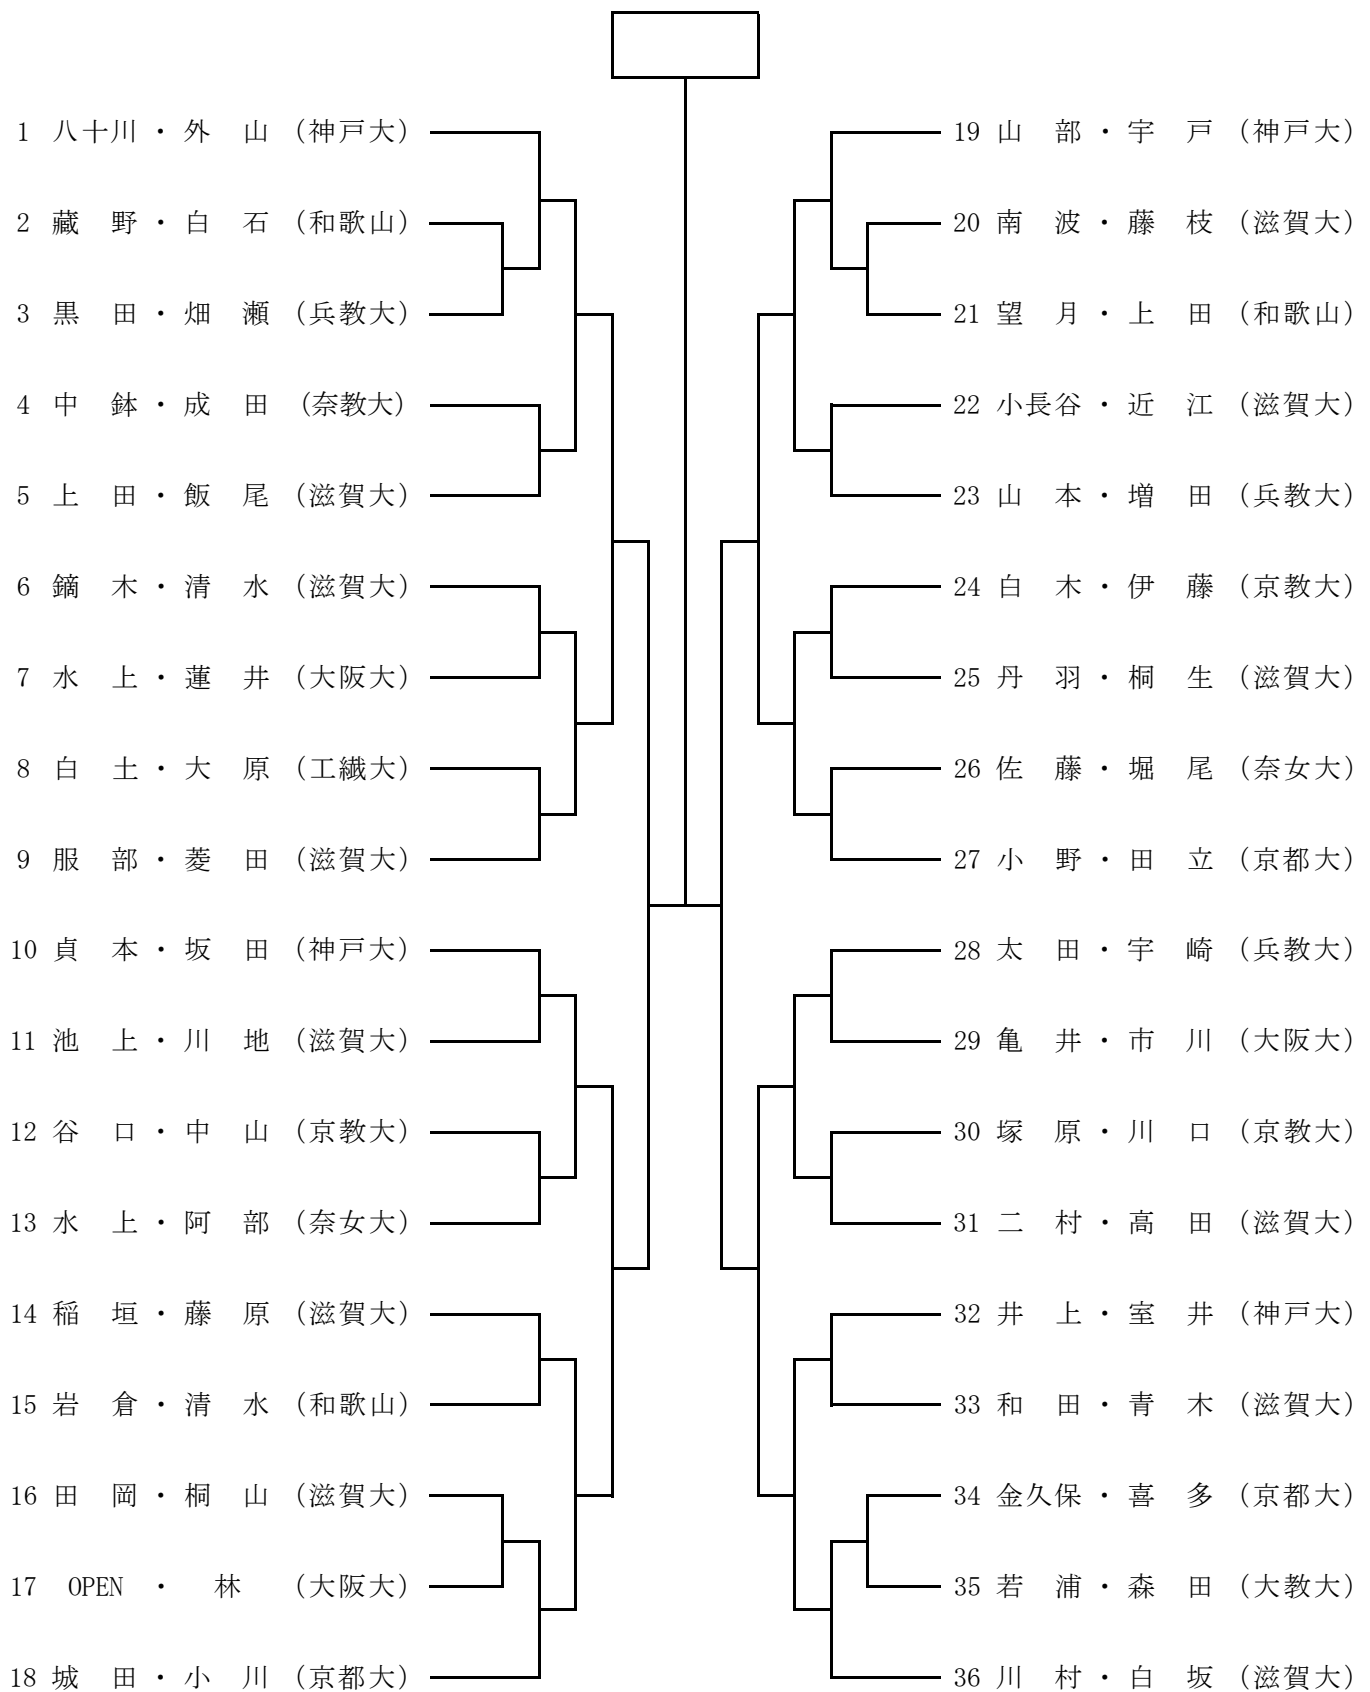 1 八十川・外　山 （神戸大）
2 藏　野・白　石 （和歌山）
3 黒　田・畑　瀬 （兵教大）
4 中　鉢・成　田 （奈教大）
5 上　田・飯　尾 （滋賀大）
6 鏑　木・清　水 （滋賀大）
7 水　上・蓮　井 （大阪大）
8 白　土・大　原 （工繊大）
9 服　部・菱　田 （滋賀大）
10 貞　本・坂　田 （神戸大）
11 池　上・川　地 （滋賀大）
12 谷　口・中　山 （京教大）
13 水　上・阿　部 （奈女大）
14 稲　垣・藤　原 （滋賀大）
15 岩　倉・清　水 （和歌山）
16 田　岡・桐　山 （滋賀大）
17 OPEN ・ 林 （大阪大）
18 城　田・小　川 （京都大）
19 山　部・宇　戸 （神戸大）
20 南　波・藤　枝 （滋賀大）
21 望　月・上　田 （和歌山）
22 小長谷・近　江 （滋賀大）
23 山　本・増　田 （兵教大）
24 白　木・伊　藤 （京教大）
25 丹　羽・桐　生 （滋賀大）
26 佐　藤・堀　尾 （奈女大）
27 小　野・田　立 （京都大）
28 太　田・宇　崎 （兵教大）
29 亀　井・市　川 （大阪大）
30 塚　原・川　口 （京教大）
31 二　村・高　田 （滋賀大）
32 井　上・室　井 （神戸大）
33 和　田・青　木 （滋賀大）
34 金久保・喜　多 （京都大）
35 若　浦・森　田 （大教大）
36 川　村・白　坂 （滋賀大）